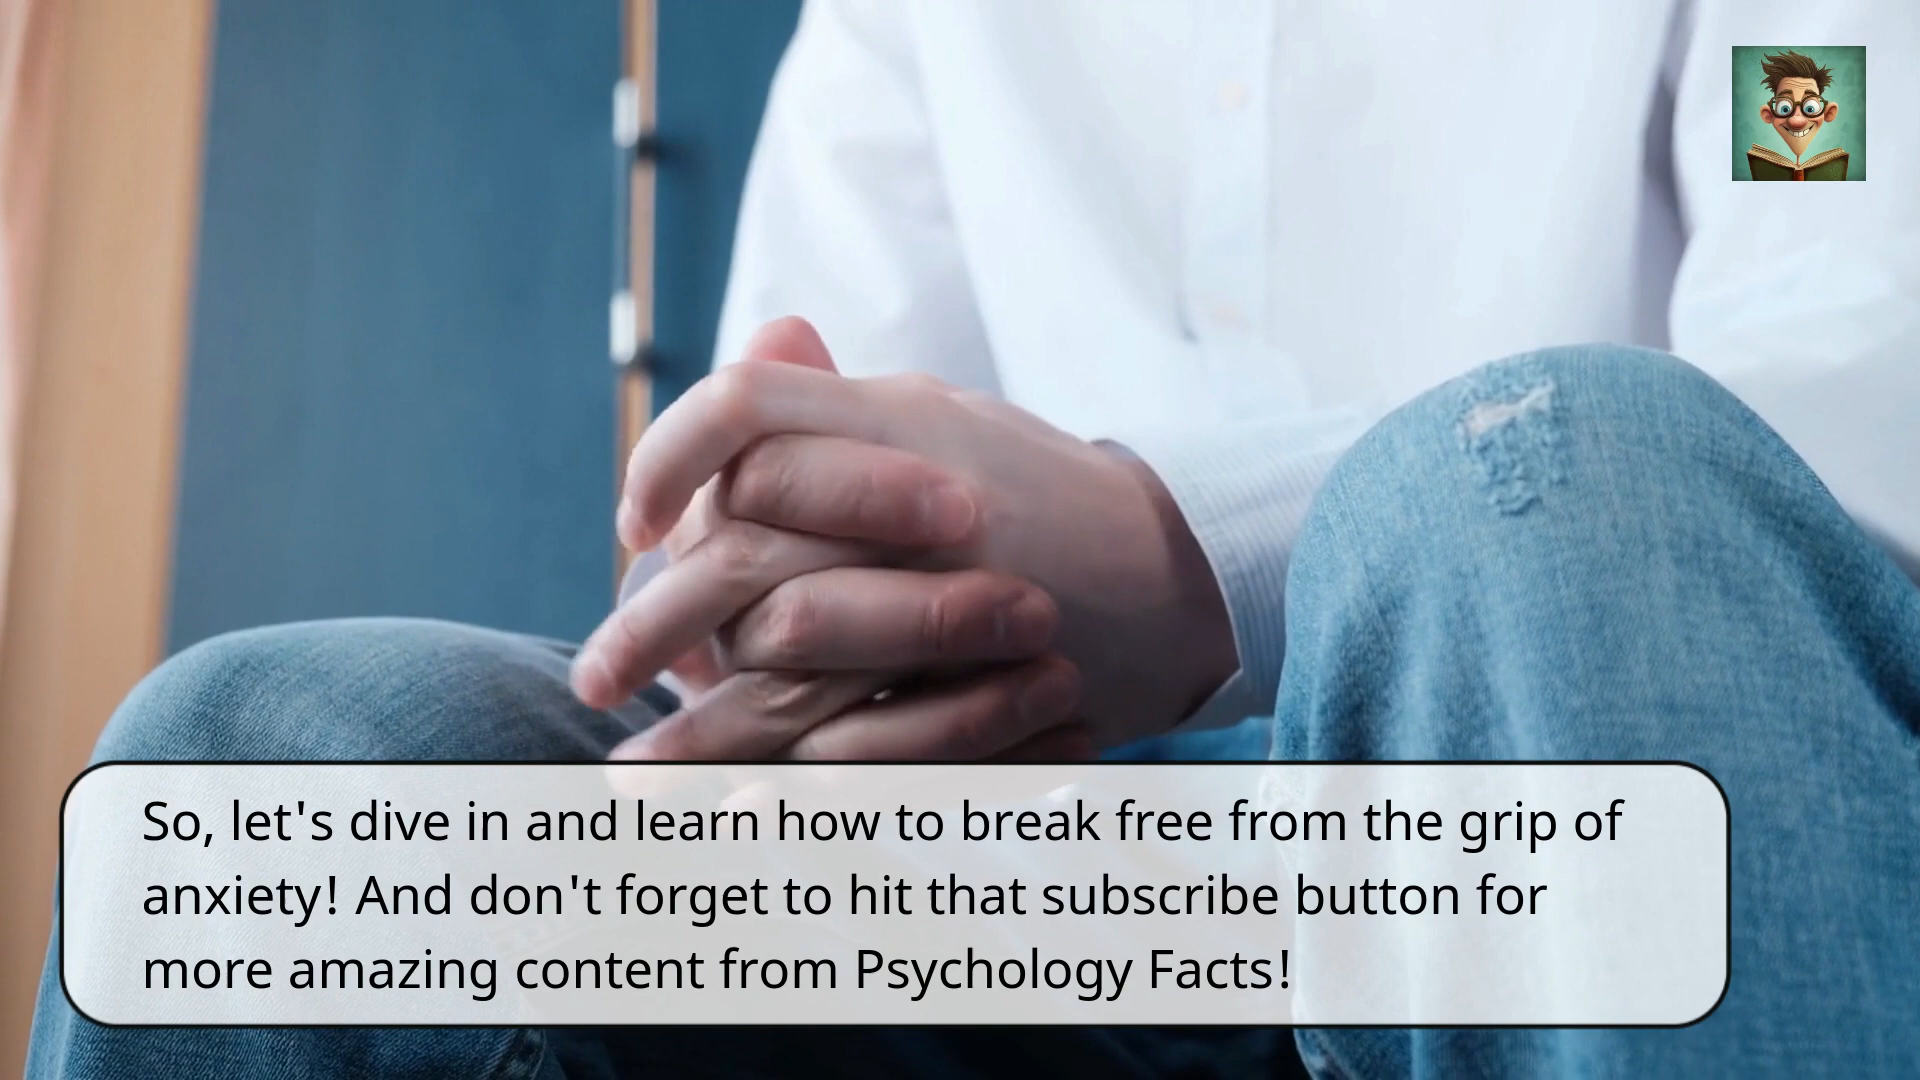 So, let's dive in and learn how to break free from the grip of
anxiety! And don't forget to hit that subscribe button for
more amazing content from Psychology Facts!